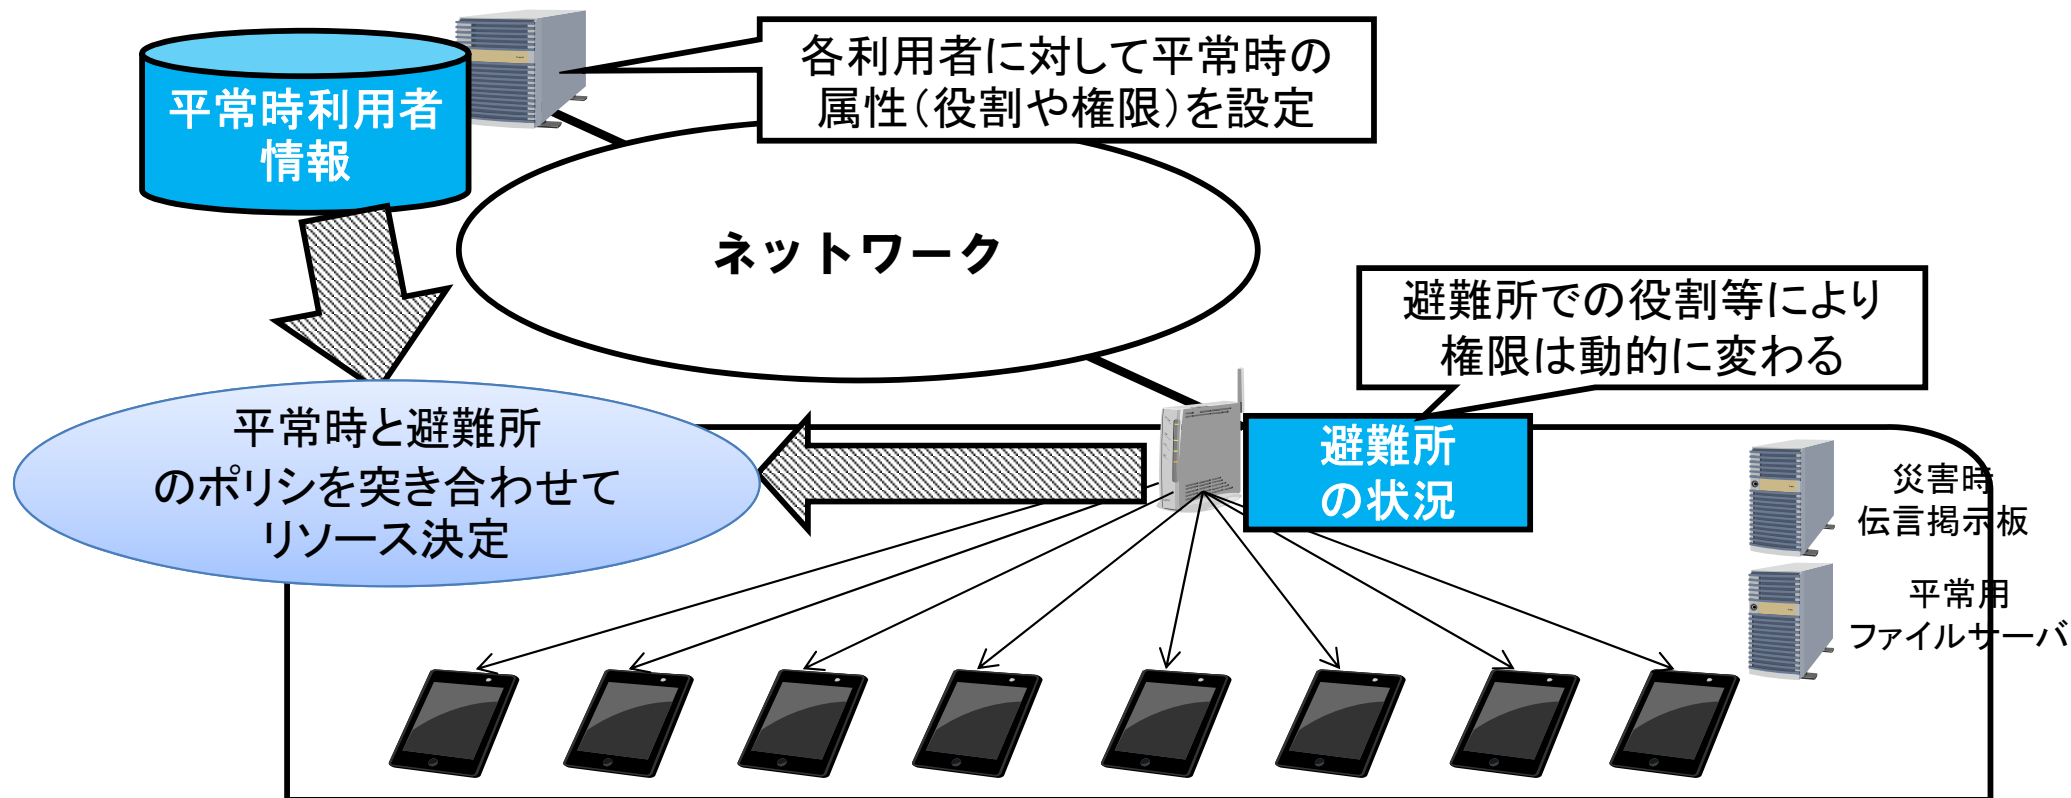 各利用者に対して平常時の
属性(役割や権限)を設定
平常時利用者
情報
ネットワーク
避難所での役割等により
権限は動的に変わる
平常時と避難所
のポリシを突き合わせて
リソース決定
避難所
の状況
災害時
伝言掲示板
平常用
ファイルサーバ